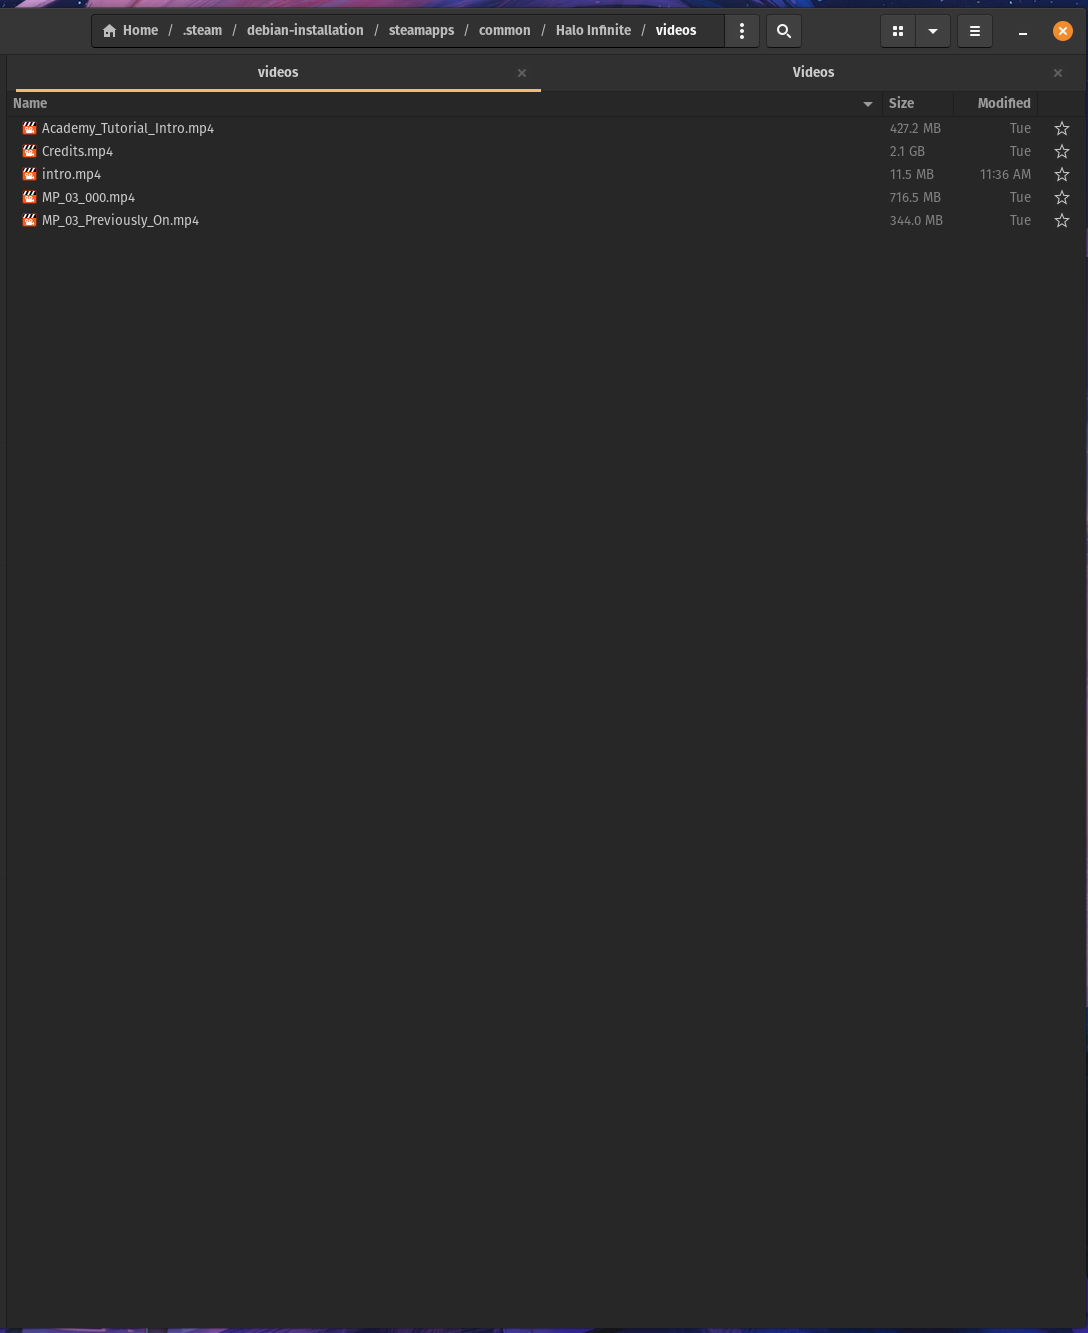 Home / .steam / debian-installation / steamapps / common / Halo Infinite / videos
videos Videos
Name Size Modified
Academy_Tutorial_Intro.mp4 427.2 MB Tue
Credits.mp4 2.1 GB Tue
intro.mp4 11.5 MB 11:36 AM
MP_03_000.mp4 716.5 MB Tue
MP_03_Previously_On.mp4 344.0 MB Tue